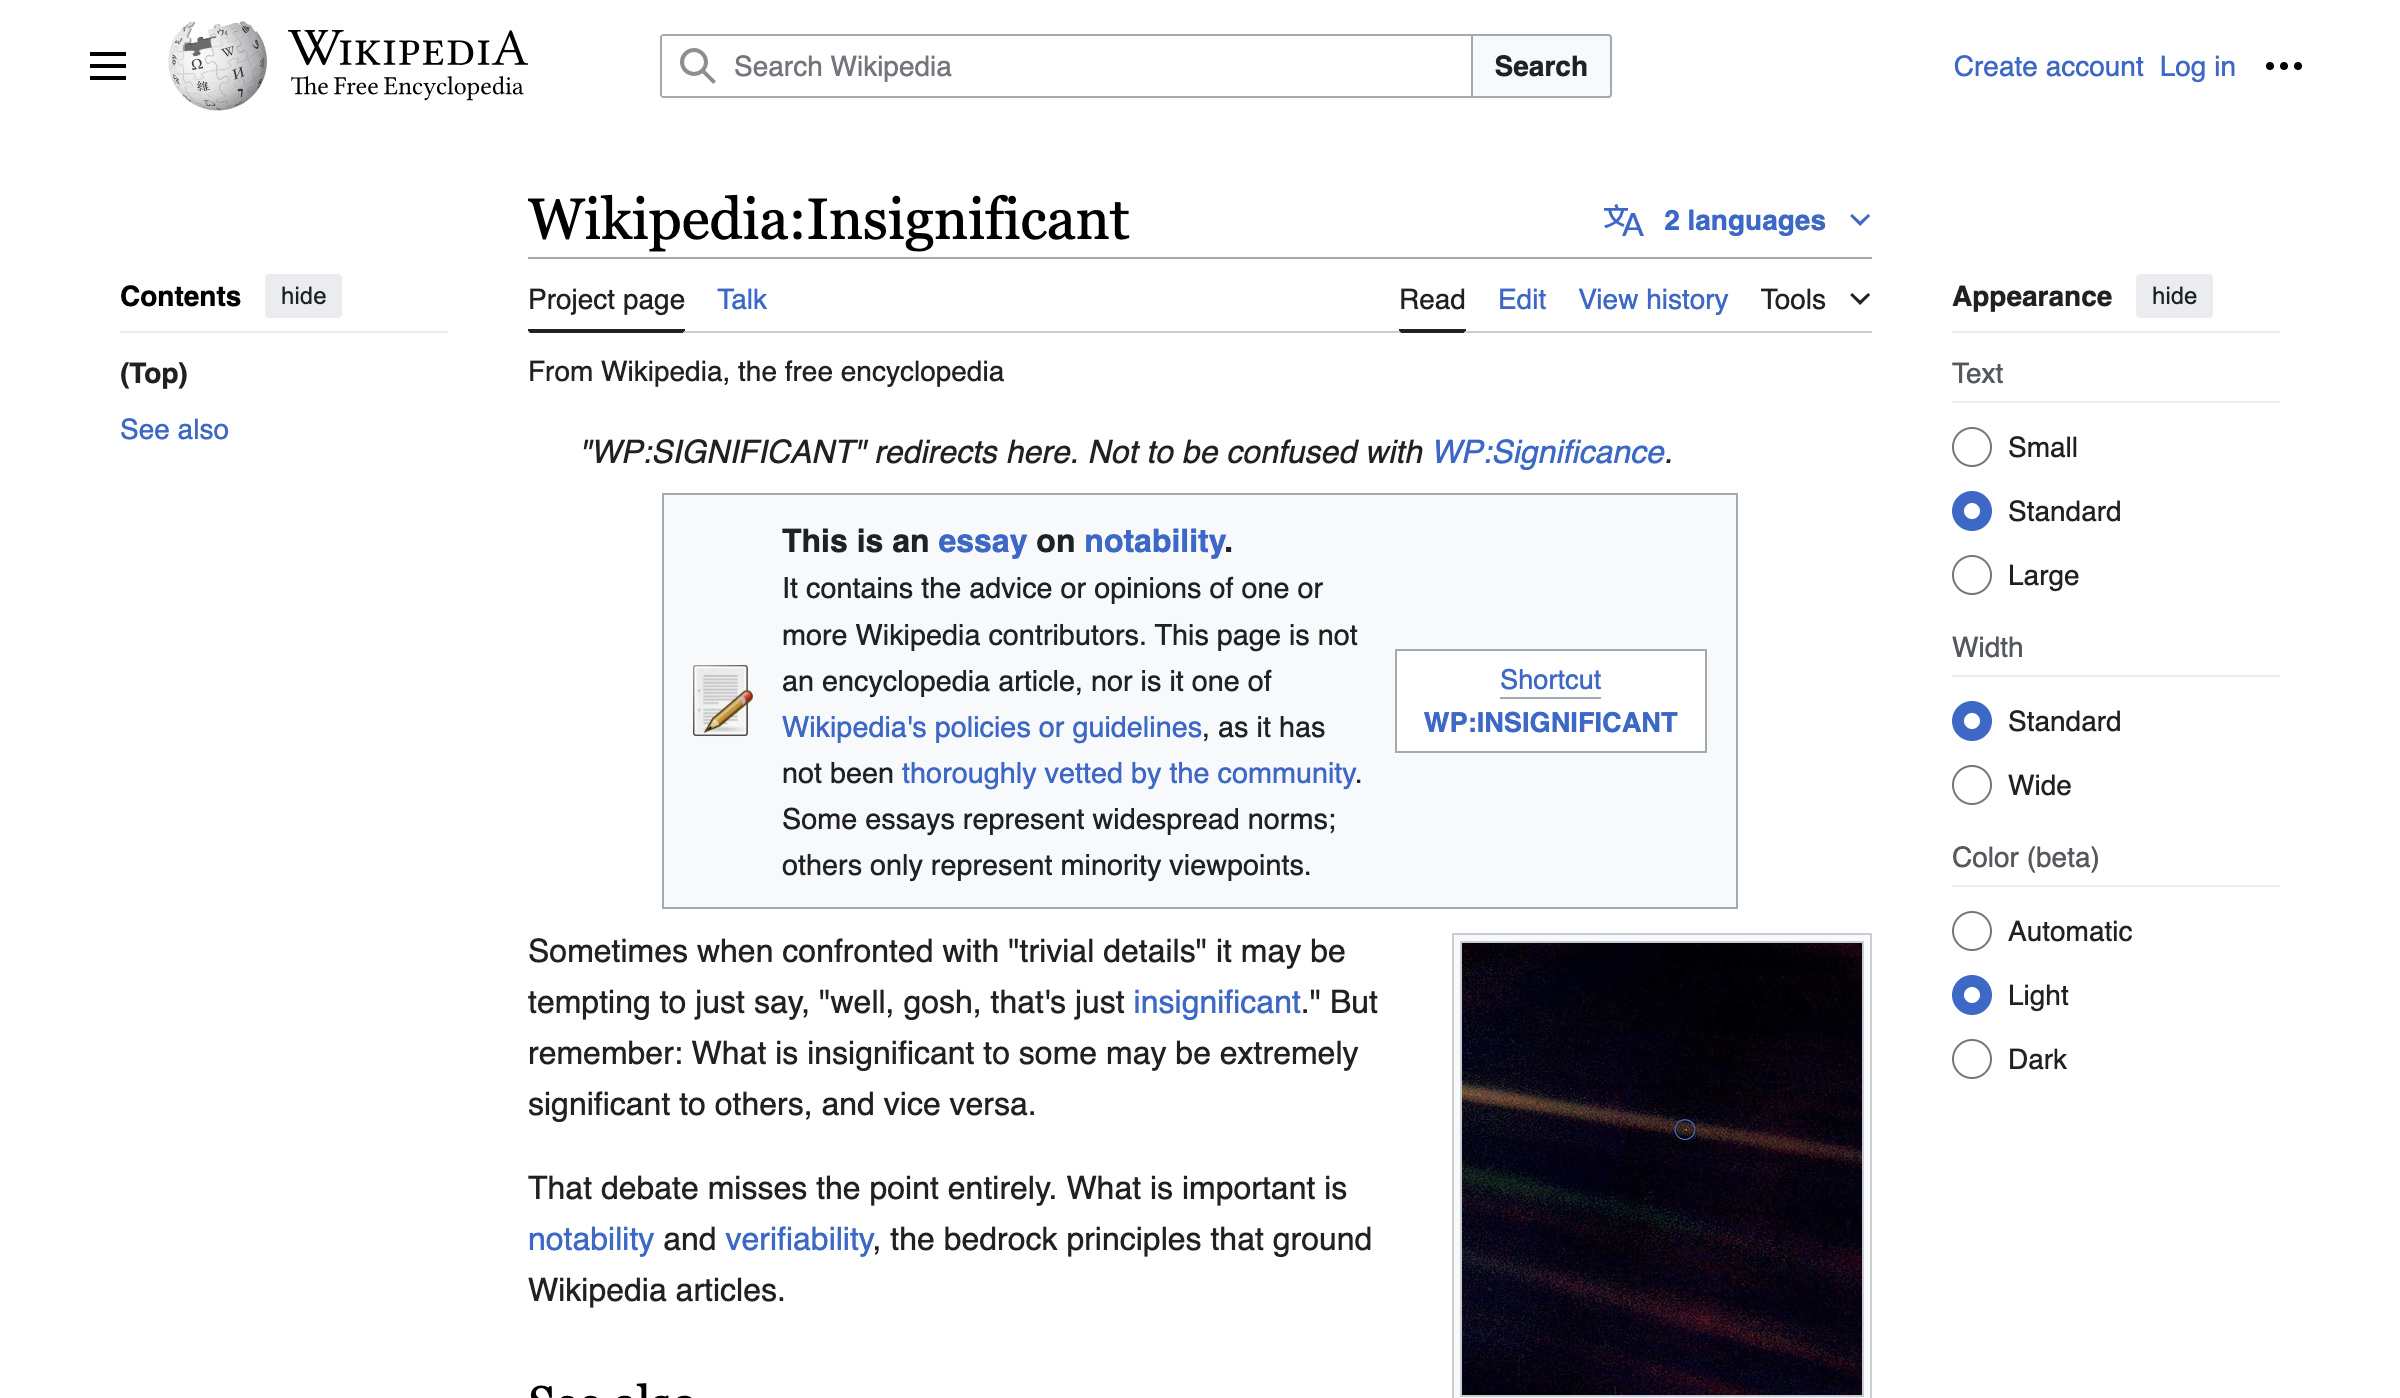 WIKIPEDIA
The Free Encyclopedia
Search Wikipedia
Search
Create account Log in
Wikipedia:Insignificant
2 languages
Contents hide
(Top)
See also
Project page Talk
Read Edit View history Tools
From Wikipedia, the free encyclopedia
"WP:SIGNIFICANT" redirects here. Not to be confused with WP:Significance.
This is an essay on notability.
It contains the advice or opinions of one or
more Wikipedia contributors. This page is not
an encyclopedia article, nor is it one of
Wikipedia's policies or guidelines, as it has
not been thoroughly vetted by the community.
Some essays represent widespread norms;
others only represent minority viewpoints.
Shortcut
WP:INSIGNIFICANT
Sometimes when confronted with "trivial details" it may be
tempting to just say, "well, gosh, that's just insignificant." But
remember: What is insignificant to some may be extremely
significant to others, and vice versa.
That debate misses the point entirely. What is important is
notability and verifiability, the bedrock principles that ground
Wikipedia articles.
See also
Appearance hide
Text
Small
Standard
Large
Width
Standard
Wide
Color (beta)
Automatic
Light
Dark